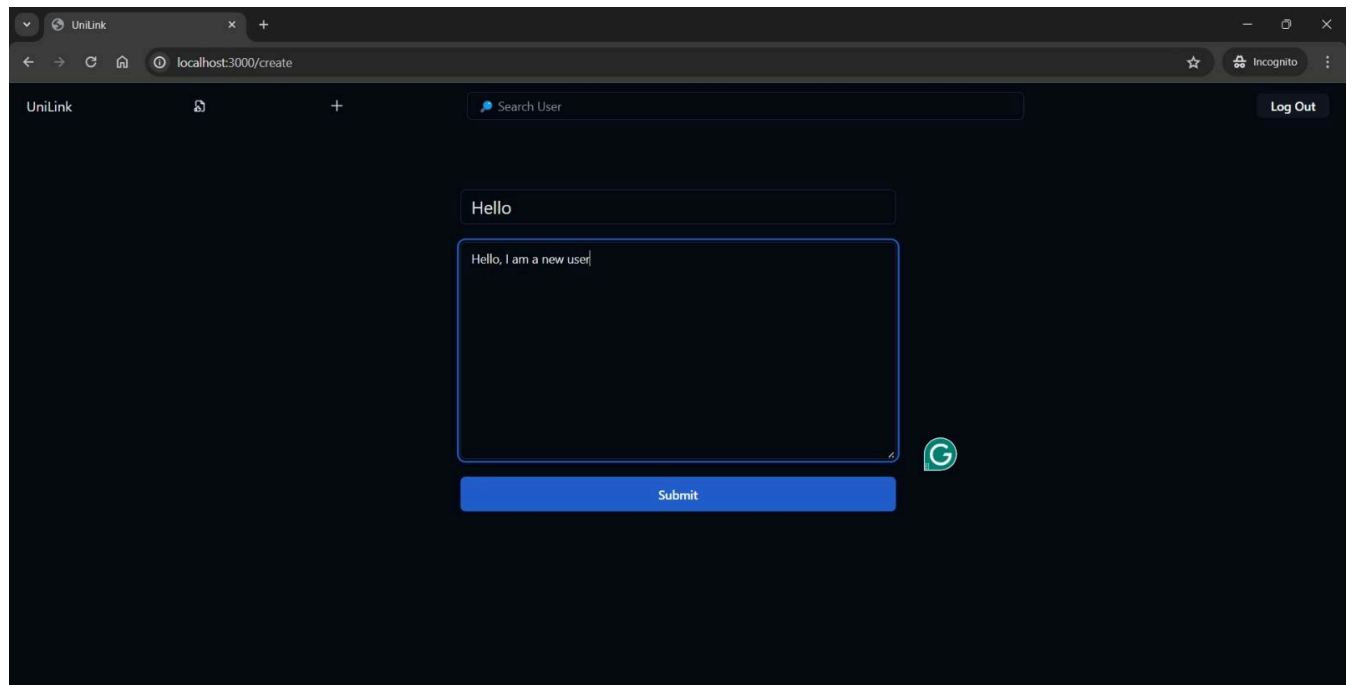 UniLink
localhost:3000/create
Incognito
UniLink
Search User
Log Out
Hello
Hello, I am a new user
G
Submit